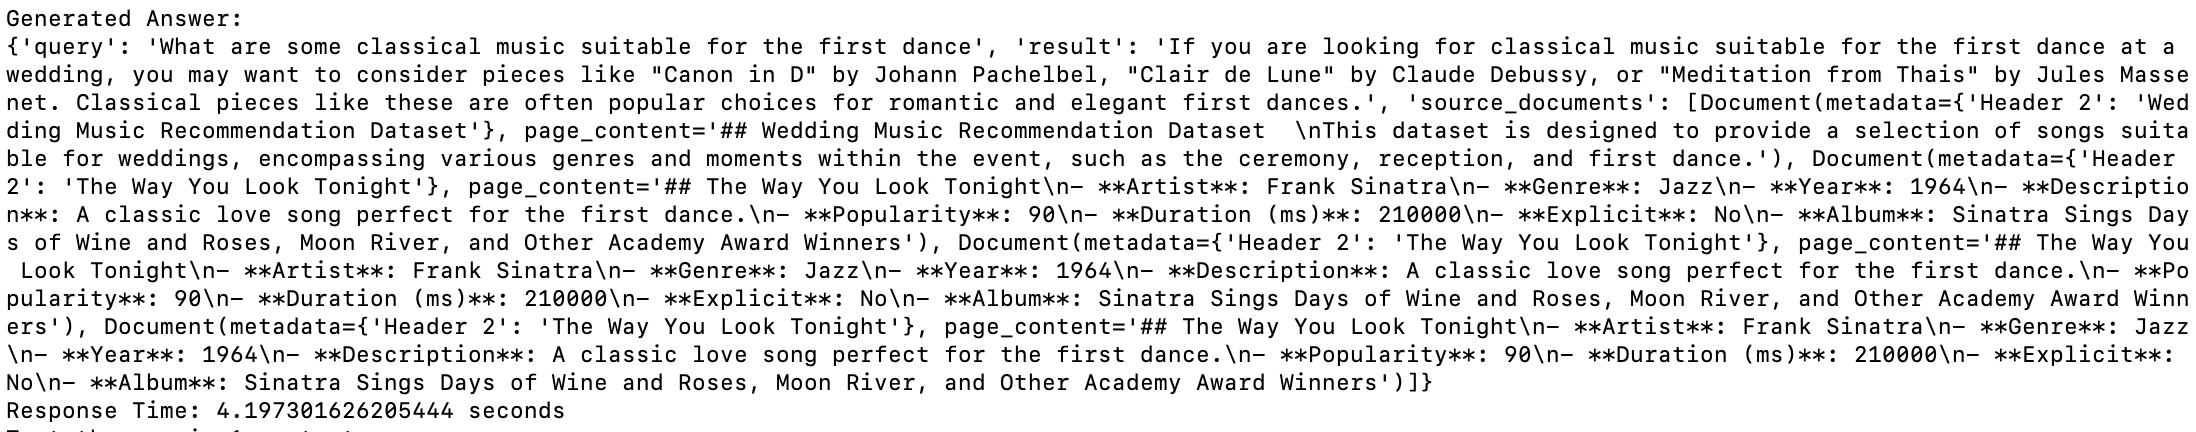 Generated Answer:
{'query': 'What are some classical music suitable for the first dance', 'result': 'If you are looking for classical music suitable for the first dance at a
wedding, you may want to consider pieces like "Canon in D" by Johann Pachelbel, "Clair de Lune" by Claude Debussy, or "Meditation from Thais" by Jules Masse
net. Classical pieces like these are often popular choices for romantic and elegant first dances.', 'source_documents': [Document(metadata={'Header 2': 'Wed
ding Music Recommendation Dataset'}, page_content='## Wedding Music Recommendation Dataset  \nThis dataset is designed to provide a selection of songs suita
ble for weddings, encompassing various genres and moments within the event, such as the ceremony, reception, and first dance.'), Document(metadata={'Header
2': 'The Way You Look Tonight'}, page_content='## The Way You Look Tonight\n- **Artist**: Frank Sinatra\n- **Genre**: Jazz\n- **Year**: 1964\n- **Descriptio
n**: A classic love song perfect for the first dance.\n- **Popularity**: 90\n- **Duration (ms)**: 210000\n- **Explicit**: No\n- **Album**: Sinatra Sings Day
s of Wine and Roses, Moon River, and Other Academy Award Winners'), Document(metadata={'Header 2': 'The Way You Look Tonight'}, page_content='## The Way You
 Look Tonight\n- **Artist**: Frank Sinatra\n- **Genre**: Jazz\n- **Year**: 1964\n- **Description**: A classic love song perfect for the first dance.\n- **Po
pularity**: 90\n- **Duration (ms)**: 210000\n- **Explicit**: No\n- **Album**: Sinatra Sings Days of Wine and Roses, Moon River, and Other Academy Award Winn
ers'), Document(metadata={'Header 2': 'The Way You Look Tonight'}, page_content='## The Way You Look Tonight\n- **Artist**: Frank Sinatra\n- **Genre**: Jazz
\n- **Year**: 1964\n- **Description**: A classic love song perfect for the first dance.\n- **Popularity**: 90\n- **Duration (ms)**: 210000\n- **Explicit**:
No\n- **Album**: Sinatra Sings Days of Wine and Roses, Moon River, and Other Academy Award Winners')]}
Response Time: 4.197301626205444 seconds